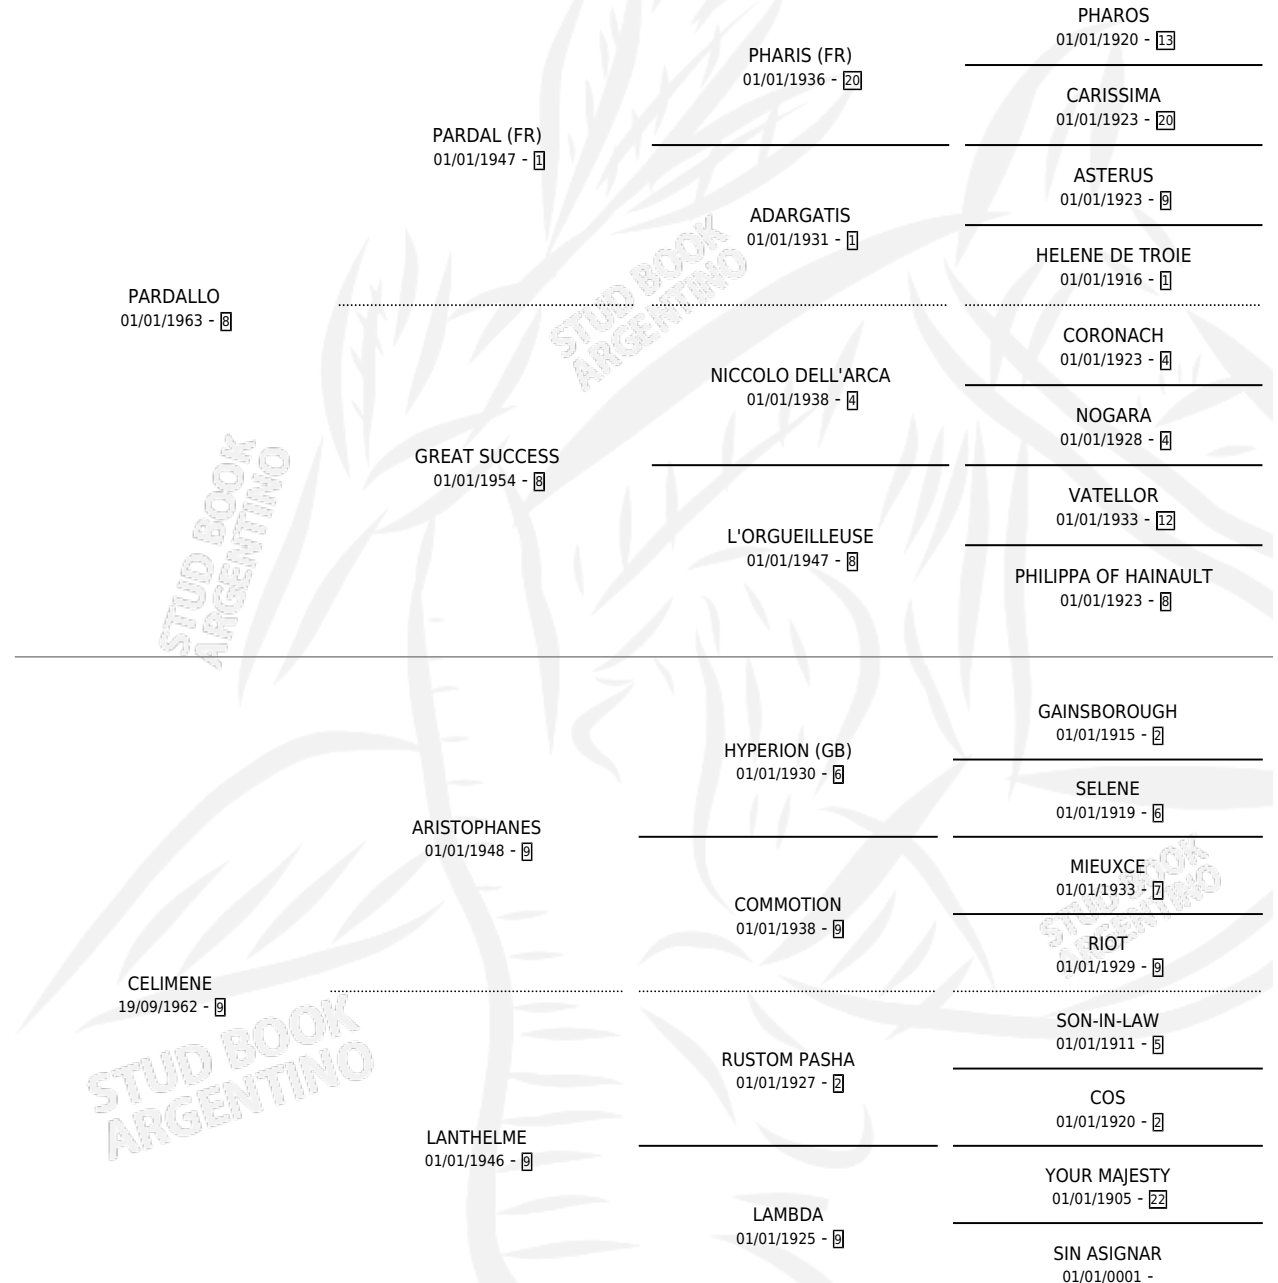 PHAROS
01/01/1920 - 13
PHARIS (FR)
01/01/1936 - 20
CARISSIMA
01/01/1923 - 20
PARDAL (FR)
01/01/1947 - 1
ASTERUS
01/01/1923 - 9
ADARGATIS
01/01/1931 - 1
HELENE DE TROIE
01/01/1916 - 1
PARDALLO
01/01/1963 - 8
CORONACH
01/01/1923 - 4
NICCOLO DELL'ARCA
01/01/1938 - 4
NOGARA
01/01/1928 - 4
GREAT SUCCESS
01/01/1954 - 8
VATELLOR
01/01/1933 - 12
L'ORGUEILLEUSE
01/01/1947 - 8
PHILIPPA OF HAINAULT
01/01/1923 - 8
GAINSBOROUGH
01/01/1915 - 2
HYPERION (GB)
01/01/1930 - 6
SELENE
01/01/1919 - 6
ARISTOPHANES
01/01/1948 - 9
MIEUXCE
01/01/1933 - 7
COMMOTION
01/01/1938 - 9
RIOT
01/01/1929 - 9
CELIMENE
19/09/1962 - 9
SON-IN-LAW
01/01/1911 - 5
RUSTOM PASHA
01/01/1927 - 2
COS
01/01/1920 - 2
LANTHELME
01/01/1946 - 9
YOUR MAJESTY
01/01/1905 - 22
LAMBDA
01/01/1925 - 9
SIN ASIGNAR
01/01/0001 -
STUD BOOK
ARGENTINO
STUD BOOK
ARGENTINO
STUD BOOK
ARGENTINO
STUD BOOK
ARGENTINO